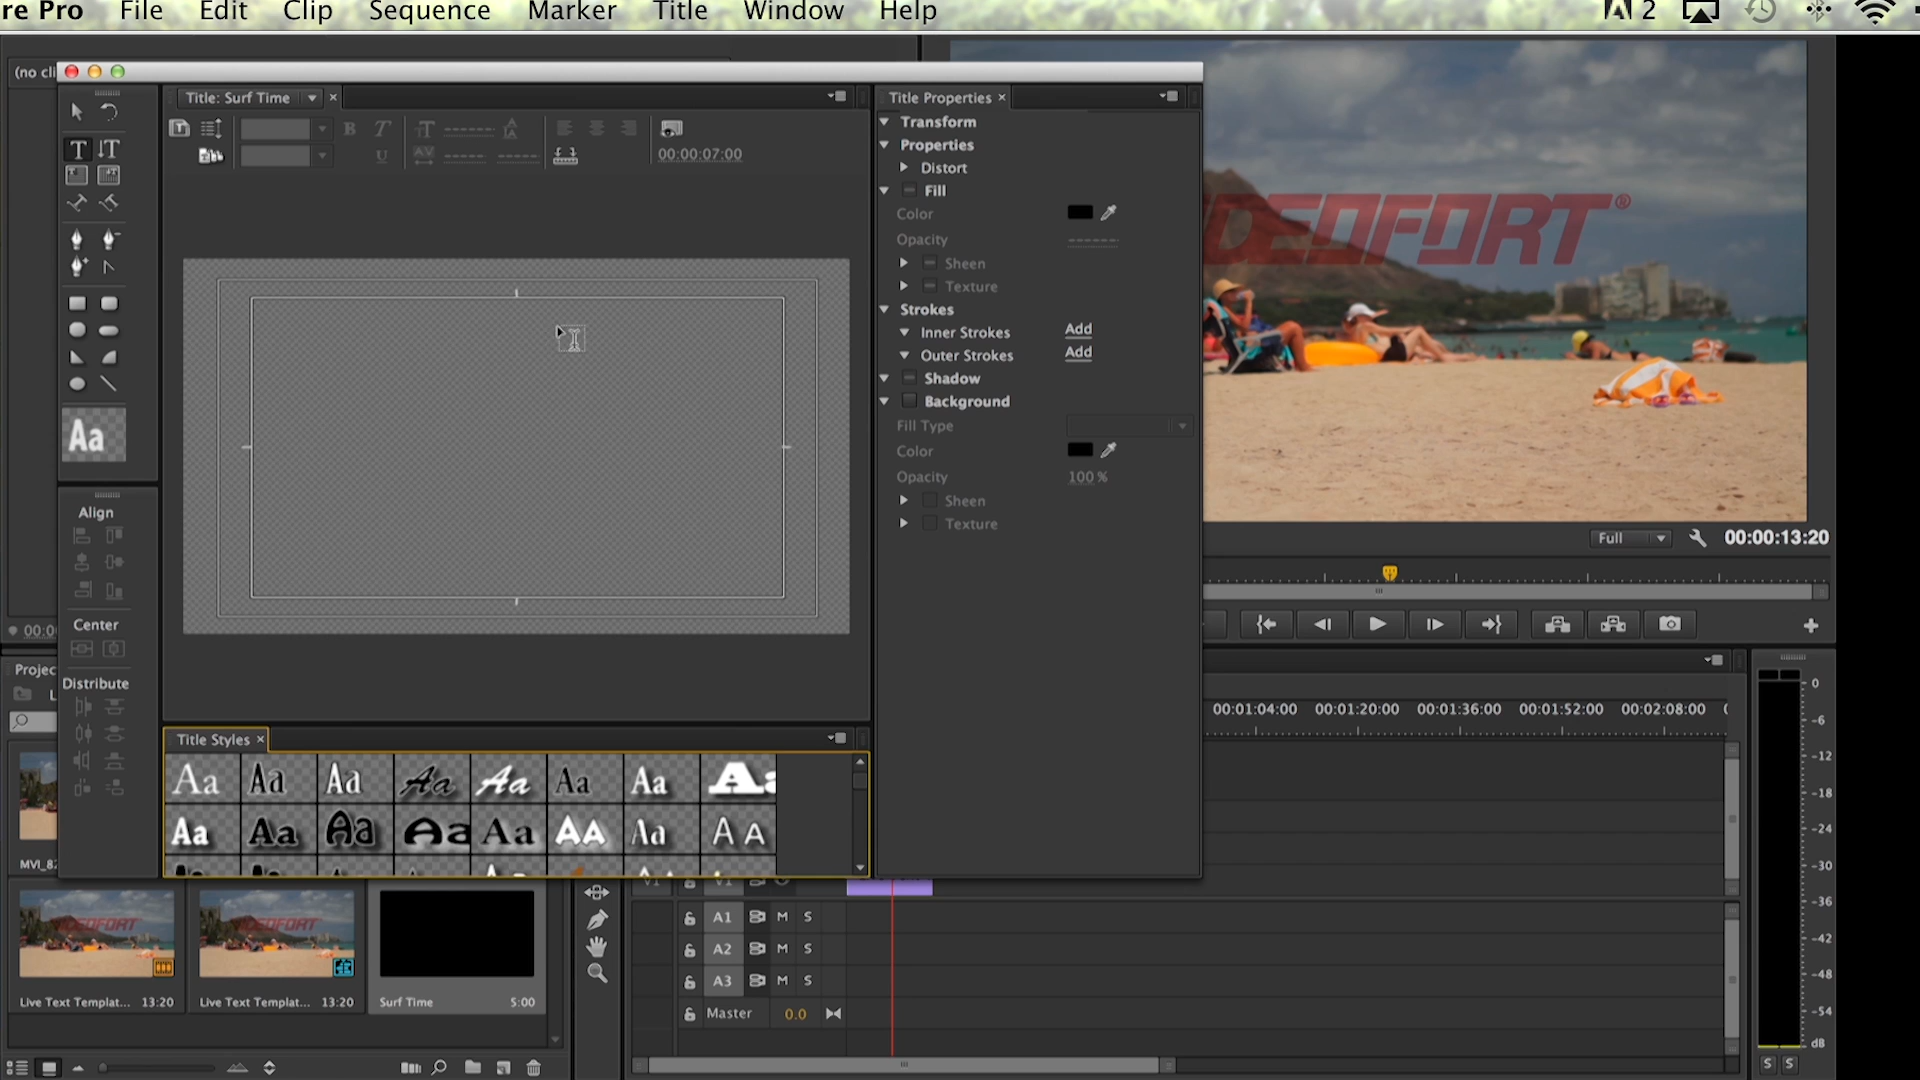 re Pro File Edit Clip Sequence Marker Title Window Help 2
(no cli
Title: Surf Time
Title Properties
T
B T
U
00:00:07:00
Transform
Properties
Distort
Fill
Color
Opacity
Sheen
Texture
Strokes
Inner Strokes Add
Outer Strokes Add
Shadow
Background
Fill Type
Color
Opacity 100 %
Sheen
Texture
Aa
Align
Center
Distribute
DEOFORT®
Full 00:00:13:20
00:0
Projec
L
Title Styles
Aa Aa Aa Aa Aa Aa Aa Aa
Aa Aa Aa Aa Aa AA Aa AA
00:01:04:00 00:01:20:00 00:01:36:00 00:01:52:00 00:02:08:00
0
-6
-12
-18
-24
-30
-36
-42
-48
-54
dB
S S
MVI_82
V1 V1
A1 M S
A2 M S
A3 M S
Master 0.0
IDEOFORT
IDEOFORT
Live Text Templat... 13:20
Live Text Templat... 13:20
Surf Time 5:00